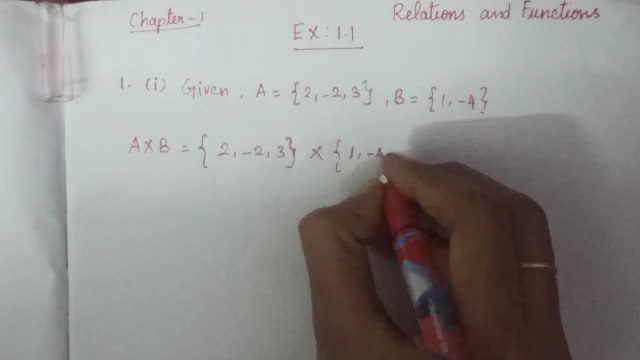 Chapter-1 Relations and Functions
Ex: 1.1
1. (i) Given, A = {2, -2, 3}, B = {1, -4}
A×B = {2, -2, 3} × {1, -4